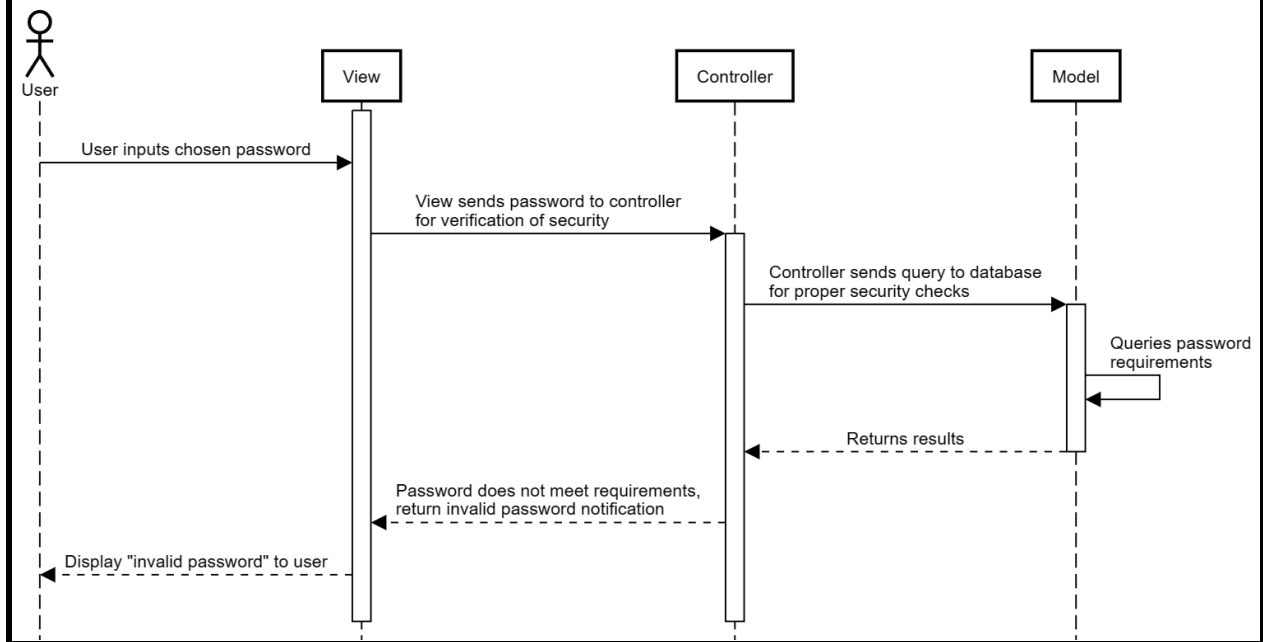 User
View
Controller
Model
User inputs chosen password
View sends password to controller
for verification of security
Controller sends query to database
for proper security checks
Queries password
requirements
Returns results
Password does not meet requirements,
return invalid password notification
Display "invalid password" to user